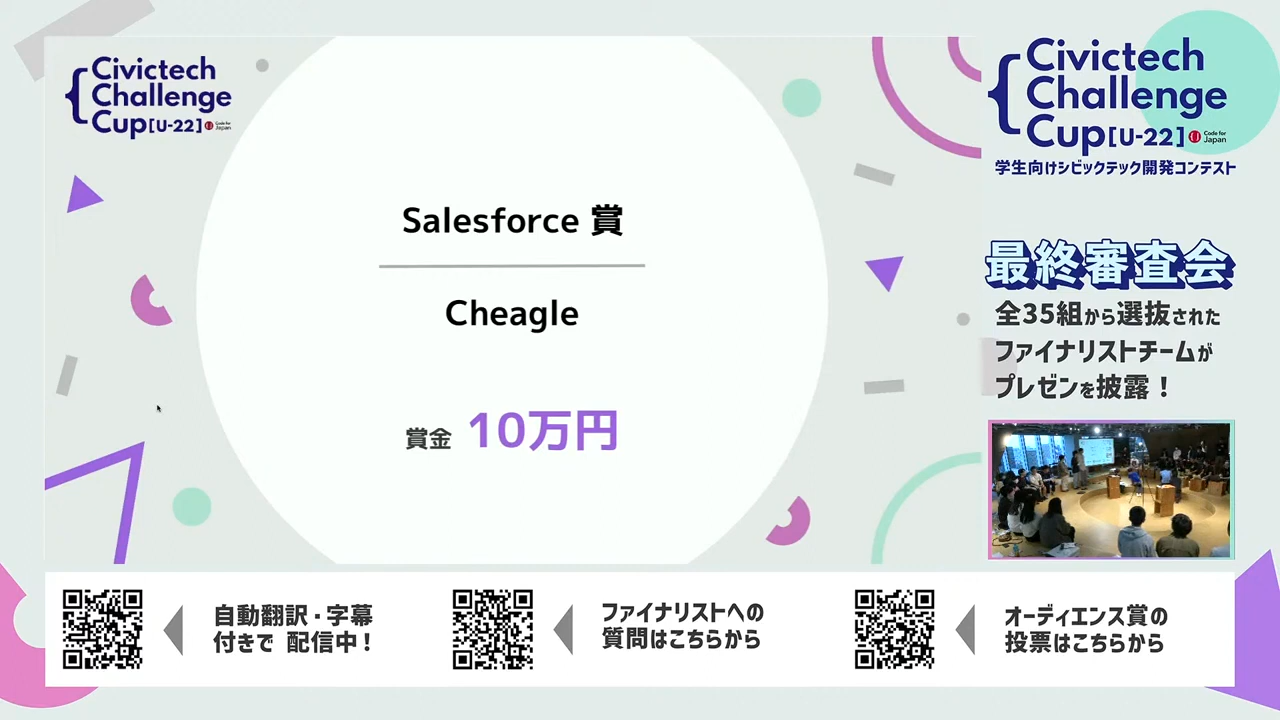 Civictech
Challenge
Cup[U-22]
Code for
Japan
Salesforce 賞
Cheagle
賞金 10万円
Civictech
Challenge
Cup[U-22]
Code for
Japan
学生向けシビックテック開発コンテスト
最終審査会
全35組から選抜された
ファイナリストチームが
プレゼンを披露！
自動翻訳・字幕
付きで 配信中！
ファイナリストへの
質問はこちらから
オーディエンス賞の
投票はこちらから